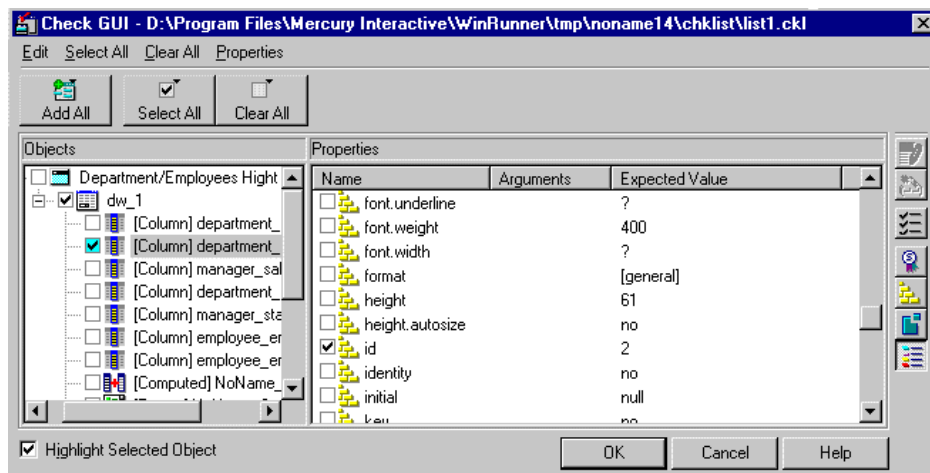 Check GUI - D:\Program Files\Mercury Interactive\WinRunner\tmp\noname14\chklist\list1.ckl
Edit Select All Clear All Properties
Add All Select All Clear All
Objects
Department/Employees Hight
dw_1
[Column] department_
[Column] department_
[Column] manager_sal
[Column] department_
[Column] manager_sta
[Column] employee_er
[Column] employee_er
[Computed] NoName_
Properties
Name Arguments Expected Value
font.underline ?
font.weight 400
font.width ?
format [general]
height 61
height.autosize no
id 2
identity no
initial null
key no
Highlight Selected Object
OK Cancel Help